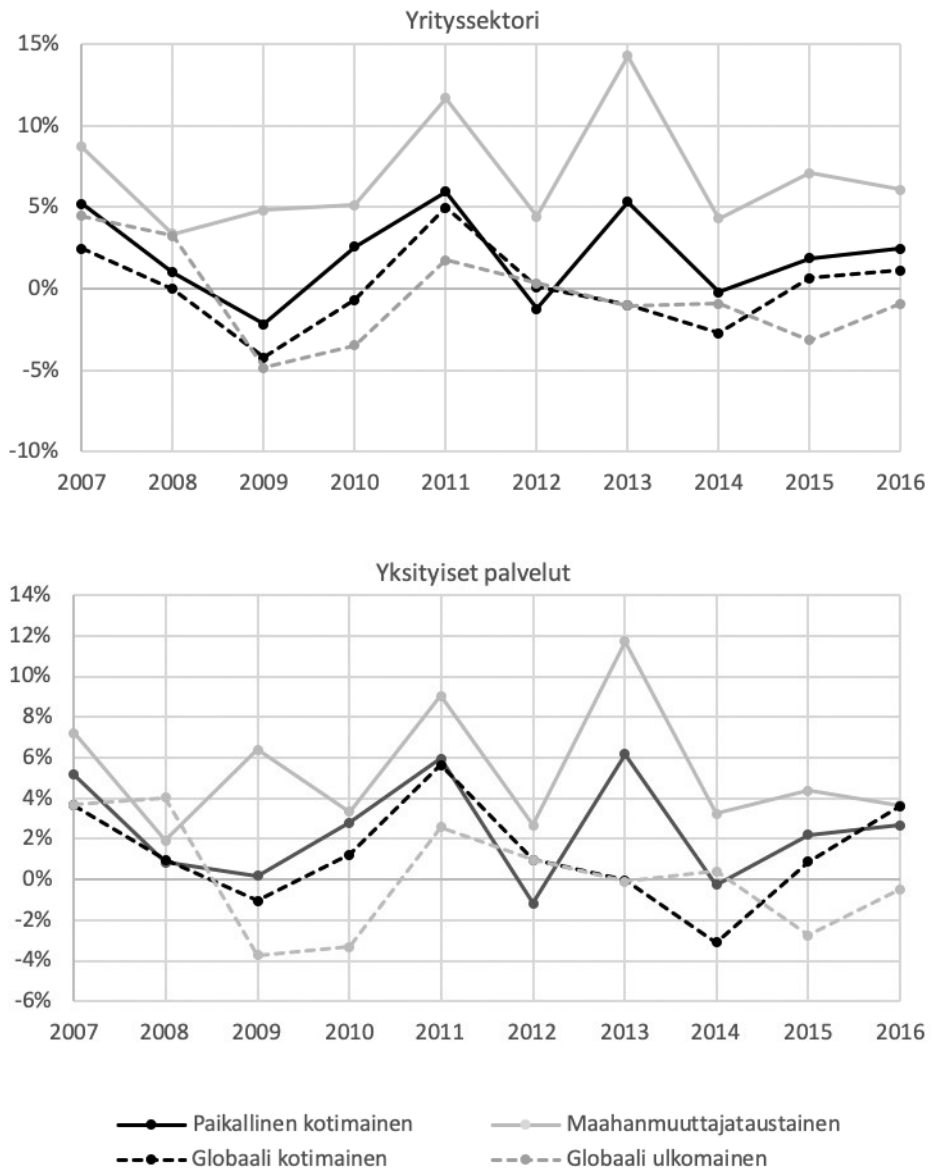 Yrityssektori
15%
10%
5%
0%
-5%
-10%
2007 2008 2009 2010 2011 2012 2013 2014 2015 2016
Yksityiset palvelut
14%
12%
10%
8%
6%
4%
2%
0%
-2%
-4%
-6%
2007 2008 2009 2010 2011 2012 2013 2014 2015 2016
Paikallinen kotimainen Maahanmuuttajataustainen
Globaali kotimainen Globaali ulkomainen